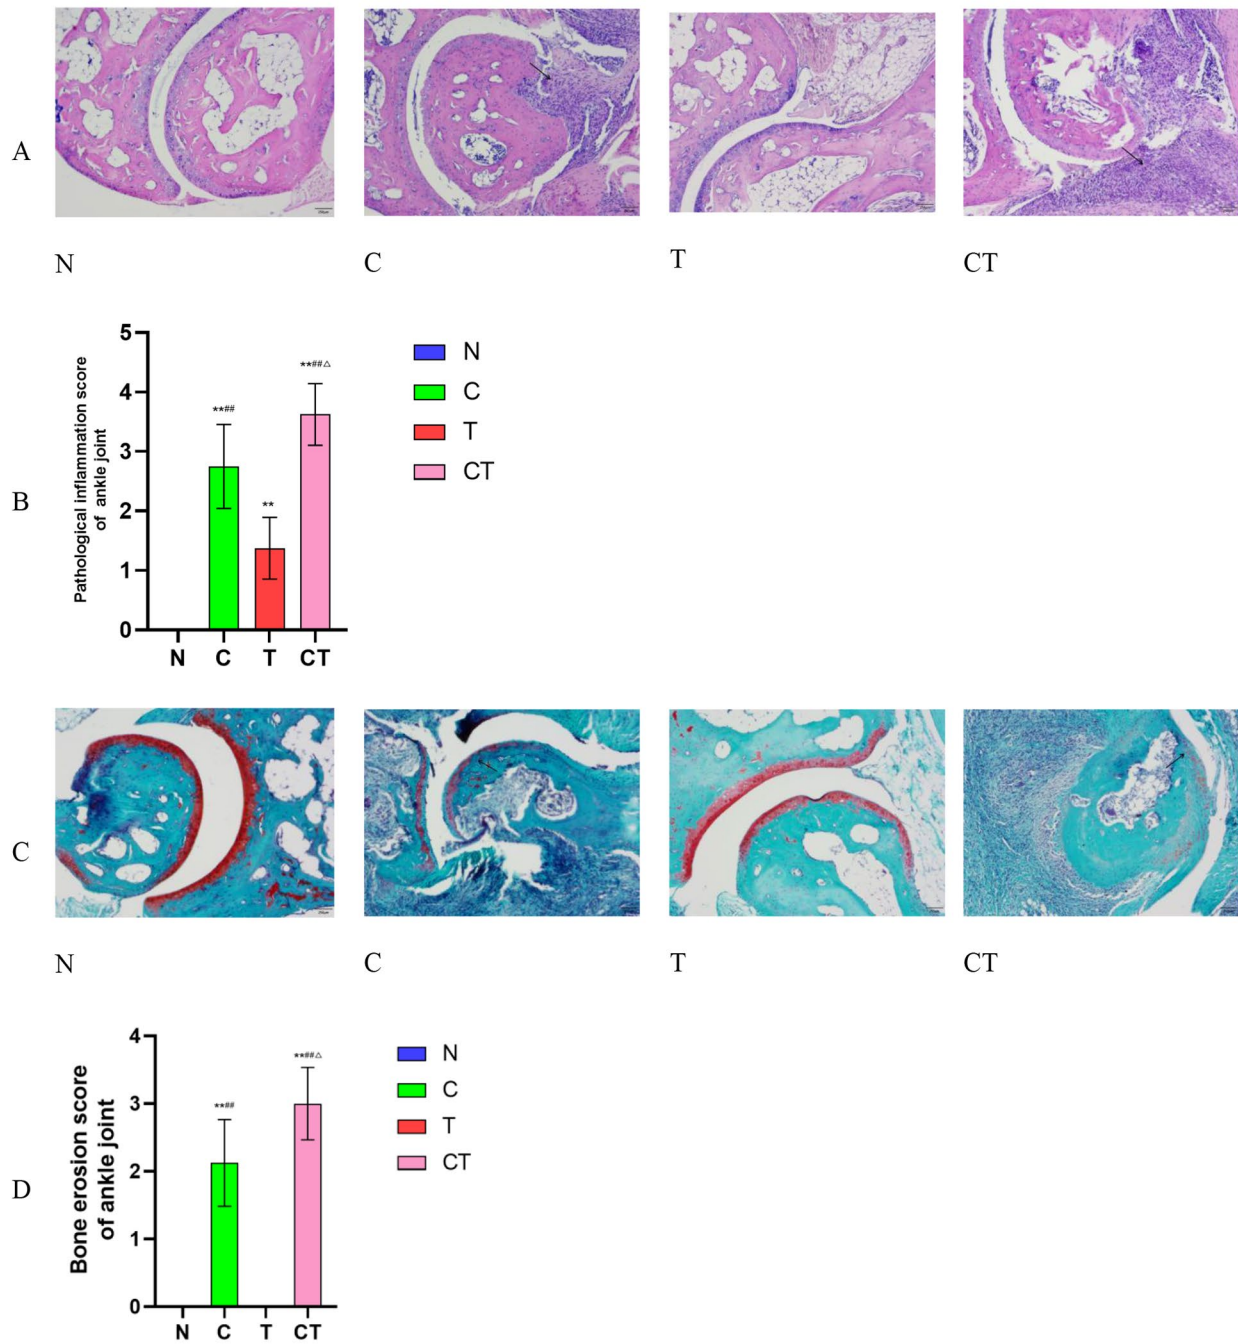 A
N
C
T
CT
B
Pathological inflammation score
of ankle joint
5
4
3
2
1
0
**##
**
**##△
N
C
T
CT
N
C
T
CT
C
N
C
T
CT
D
Bone erosion score
of ankle joint
4
3
2
1
0
**##
**##△
N
C
T
CT
N
C
T
CT